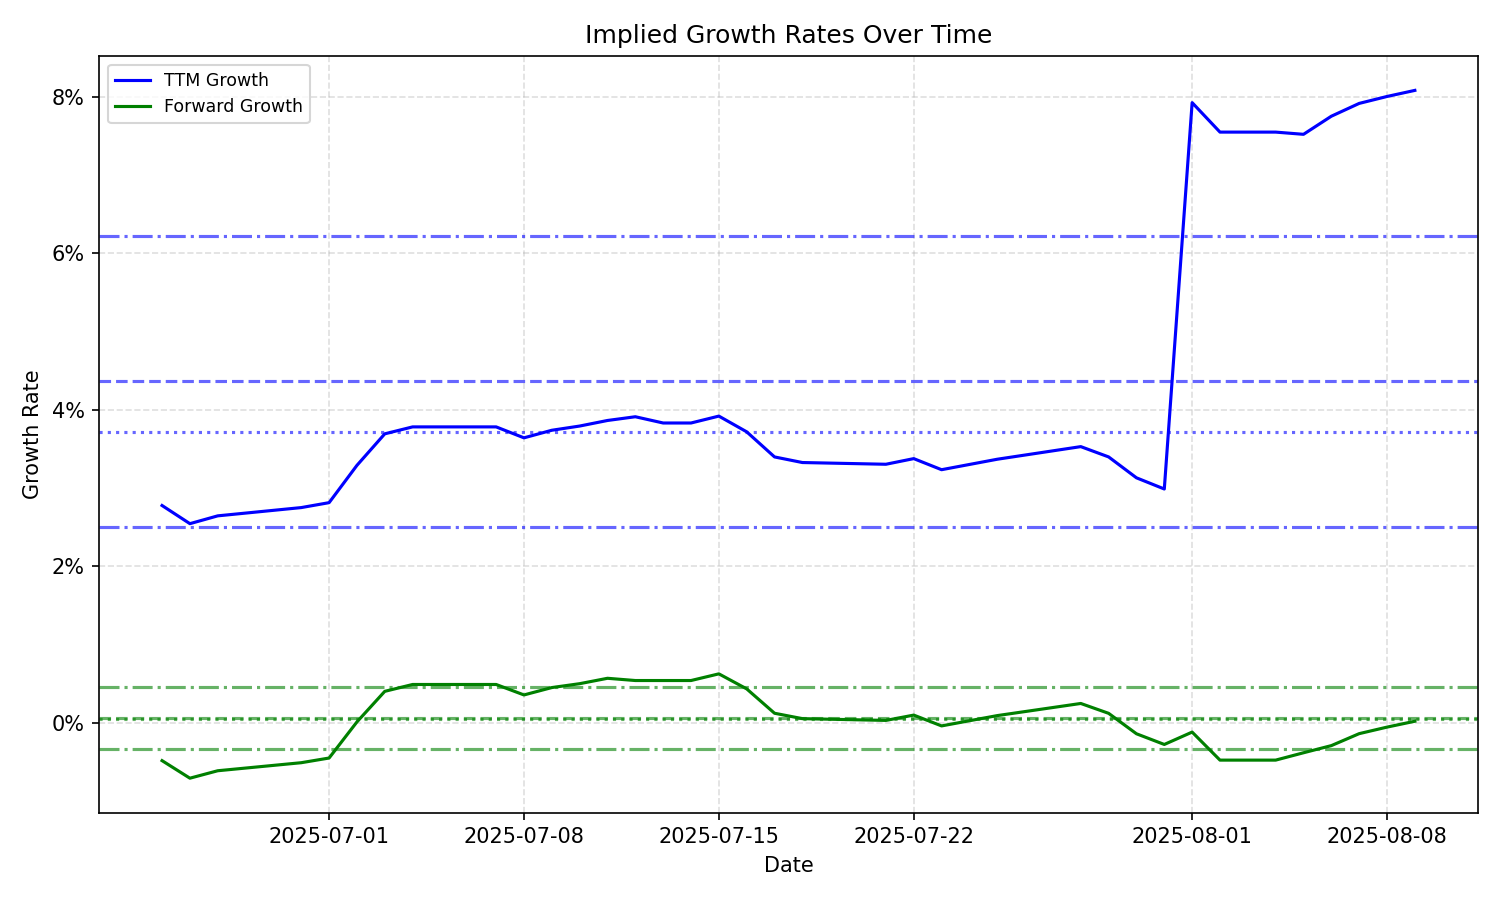 Implied Growth Rates Over Time
TTM Growth
Forward Growth
8%
6%
4%
2%
0%
Growth Rate
2025-07-01
2025-07-08
2025-07-15
2025-07-22
2025-08-01
2025-08-08
Date